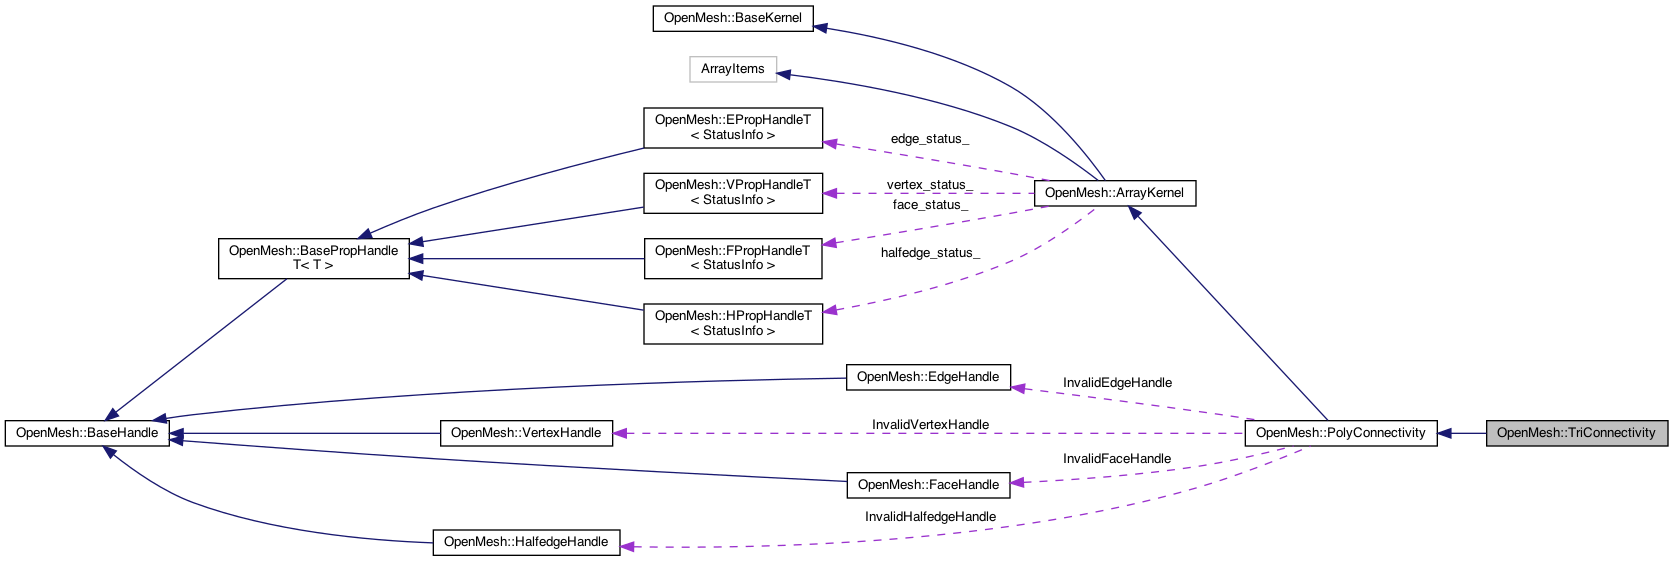 OpenMesh::BaseKernel
ArrayItems
OpenMesh::EPropHandleT
< StatusInfo >
edge_status_
OpenMesh::VPropHandleT
< StatusInfo >
vertex_status_
OpenMesh::ArrayKernel
face_status_
OpenMesh::BasePropHandle
T< T >
OpenMesh::FPropHandleT
< StatusInfo >
halfedge_status_
OpenMesh::HPropHandleT
< StatusInfo >
OpenMesh::EdgeHandle
InvalidEdgeHandle
OpenMesh::BaseHandle
OpenMesh::VertexHandle
InvalidVertexHandle
OpenMesh::PolyConnectivity
OpenMesh::TriConnectivity
InvalidFaceHandle
OpenMesh::FaceHandle
InvalidHalfedgeHandle
OpenMesh::HalfedgeHandle